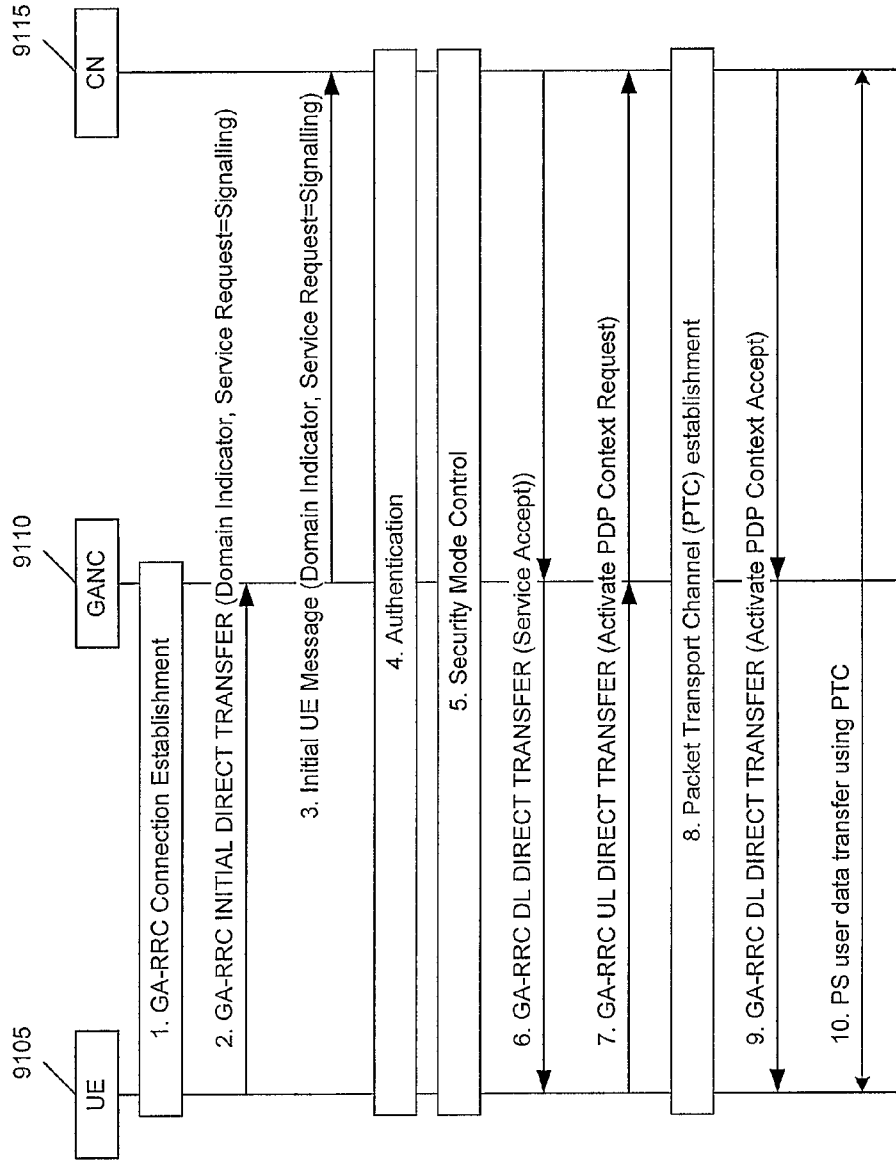 9105
9110
9115
UE
GANC
CN
1. GA-RRC Connection Establishment
2. GA-RRC INITIAL DIRECT TRANSFER (Domain Indicator, Service Request=Signalling)
3. Initial UE Message (Domain Indicator, Service Request=Signalling)
4. Authentication
5. Security Mode Control
6. GA-RRC DL DIRECT TRANSFER (Service Accept))
7. GA-RRC UL DIRECT TRANSFER (Activate PDP Context Request)
8. Packet Transport Channel (PTC) establishment
9. GA-RRC DL DIRECT TRANSFER (Activate PDP Context Accept)
10. PS user data transfer using PTC